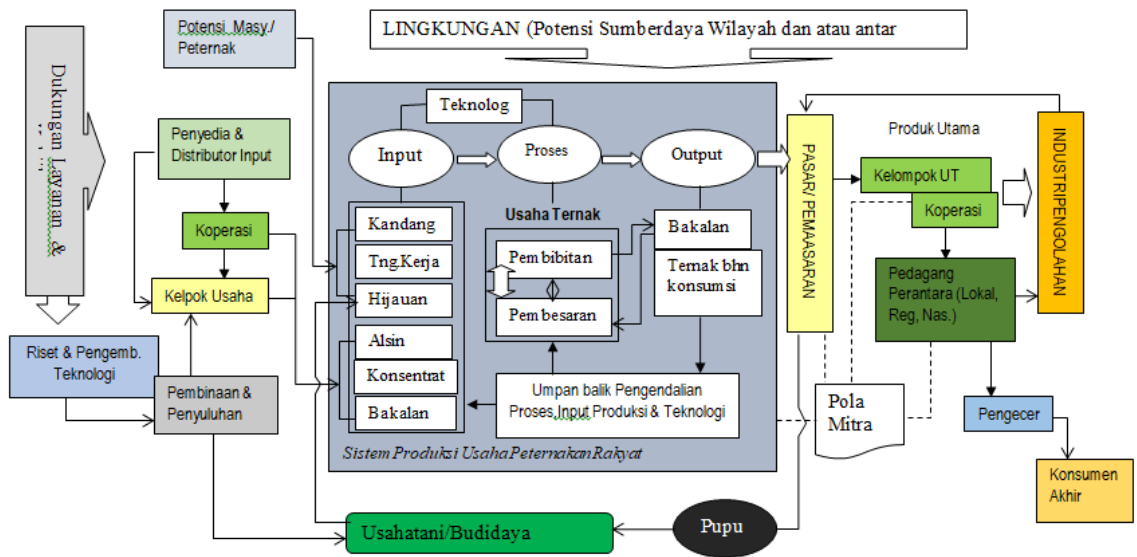 Potensi Masy./
Peternak
LINGKUNGAN (Potensi Sumberdaya Wilayah dan atau antar
Dukungan Layanan &
Penyedia &
Distributor Input
Koperasi
Kelpok Usaha
Riset & Pengemb.
Teknologi
Pembinaan &
Penyuluhan
Teknolog
Input
Proses
Output
Kandang
Tng.Kerja
Hijauan
Alsin
Konsentrat
Bakalan
Usaha Ternak
Pembibitan
Pembesaran
Bakalan
Ternak bhn
konsumsi
Umpan balik Pengendalian
Proses,Input Produksi & Teknologi
Sistem Produksi Usaha Peternakan Rakyat
PASAR/ PEMAASARAN
Produk Utama
Kelompok UT
Koperasi
INDUSTRIPENGOLAHAN
Pedagang
Perantara (Lokal,
Reg, Nas.)
Pola
Mitra
Pengecer
Konsumen
Akhir
Usahatani/Budidaya
Pupu